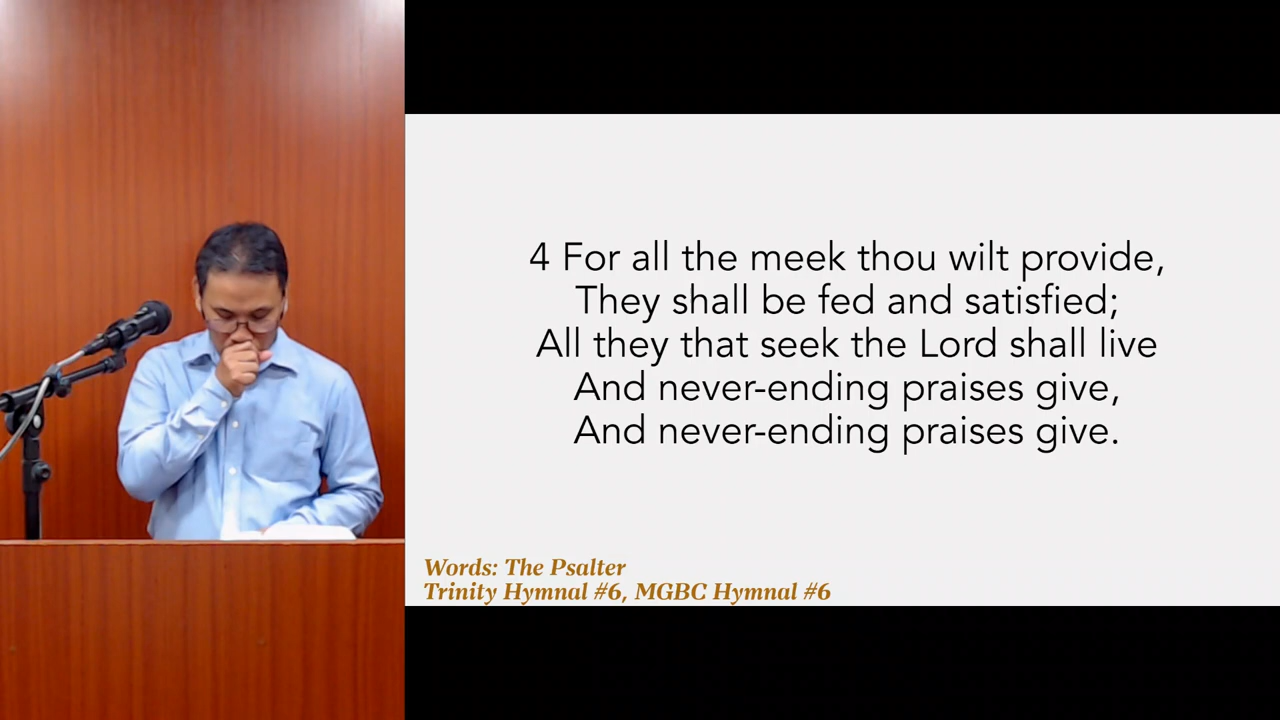 4 For all the meek thou wilt provide,
They shall be fed and satisfied;
All they that seek the Lord shall live
And never-ending praises give,
And never-ending praises give.
Words: The Psalter
Trinity Hymnal #6, MGBC Hymnal #6